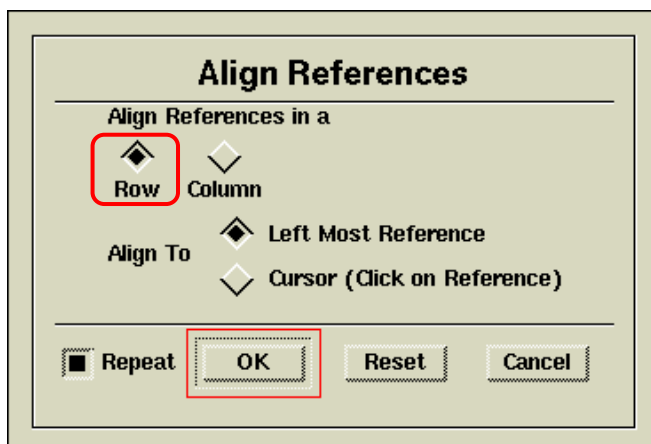 Align References
Align References in a
Row Column
Align To
Left Most Reference
Cursor (Click on Reference)
Repeat OK Reset Cancel